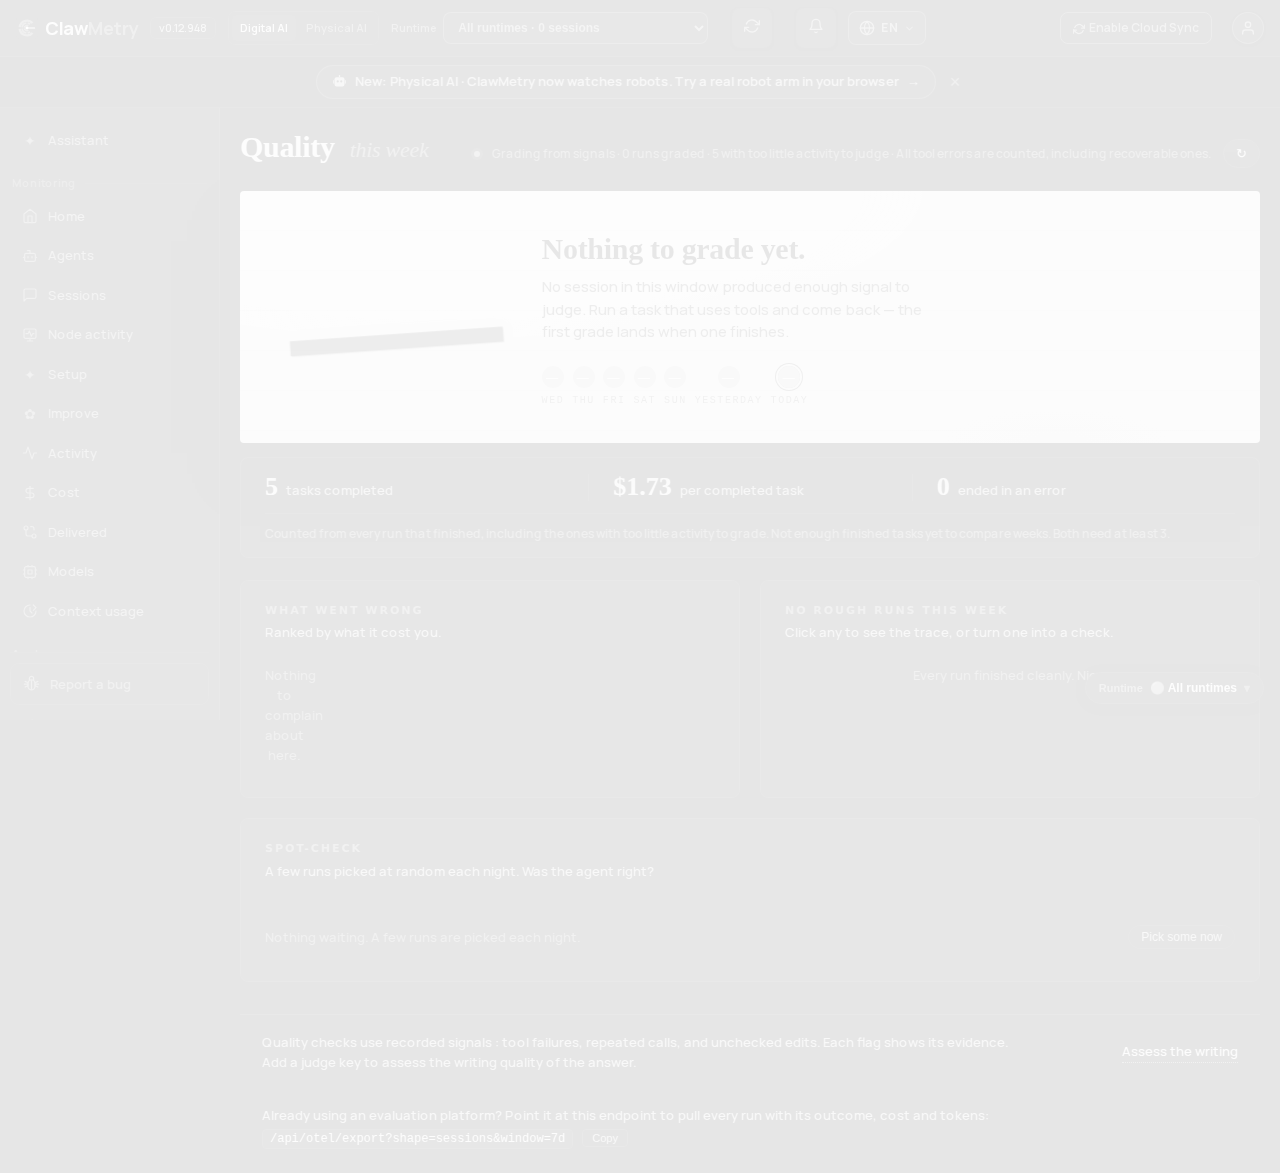 ClawMetry v0.12.948 Digital AI Physical AI Runtime All runtimes - 0 sessions EN Enable Cloud Sync
New: Physical AI · ClawMetry now watches robots. Try a real robot arm in your browser →
×
Assistant
Monitoring
Home
Agents
Sessions
Node activity
Setup
Improve
Activity
Cost
Delivered
Models
Context usage
Report a bug
Quality this week
Grading from signals · 0 runs graded · 5 with too little activity to judge · All tool errors are counted, including recoverable ones
Nothing to grade yet.
No session in this window produced enough signal to
judge. Run a task that uses tools and come back — the
first grade lands when one finishes.
WED THU FRI SAT SUN YESTERDAY TODAY
5 tasks completed
$1.73 per completed task
0 ended in an error
Counted from every run that finished, including the ones with too little activity to grade. Not enough finished tasks yet to compare weeks. Both need at least 3.
WHAT WENT WRONG
Ranked by what it cost you.
Nothing
to
complain
about
here.
NO ROUGH RUNS THIS WEEK
Click any to see the trace, or turn one into a check.
Every run finished cleanly.
Runtime All runtimes ▾
SPOT-CHECK
A few runs picked at random each night. Was the agent right?
Nothing waiting. A few runs are picked each night.
Pick some now
Quality checks use recorded signals : tool failures, repeated calls, and unchecked edits. Each flag shows its evidence.
Add a judge key to assess the writing quality of the answer.
Assess the writing
Already using an evaluation platform? Point it at this endpoint to pull every run with its outcome, cost and tokens:
/api/otel/export?shape=sessions&window=7d Copy